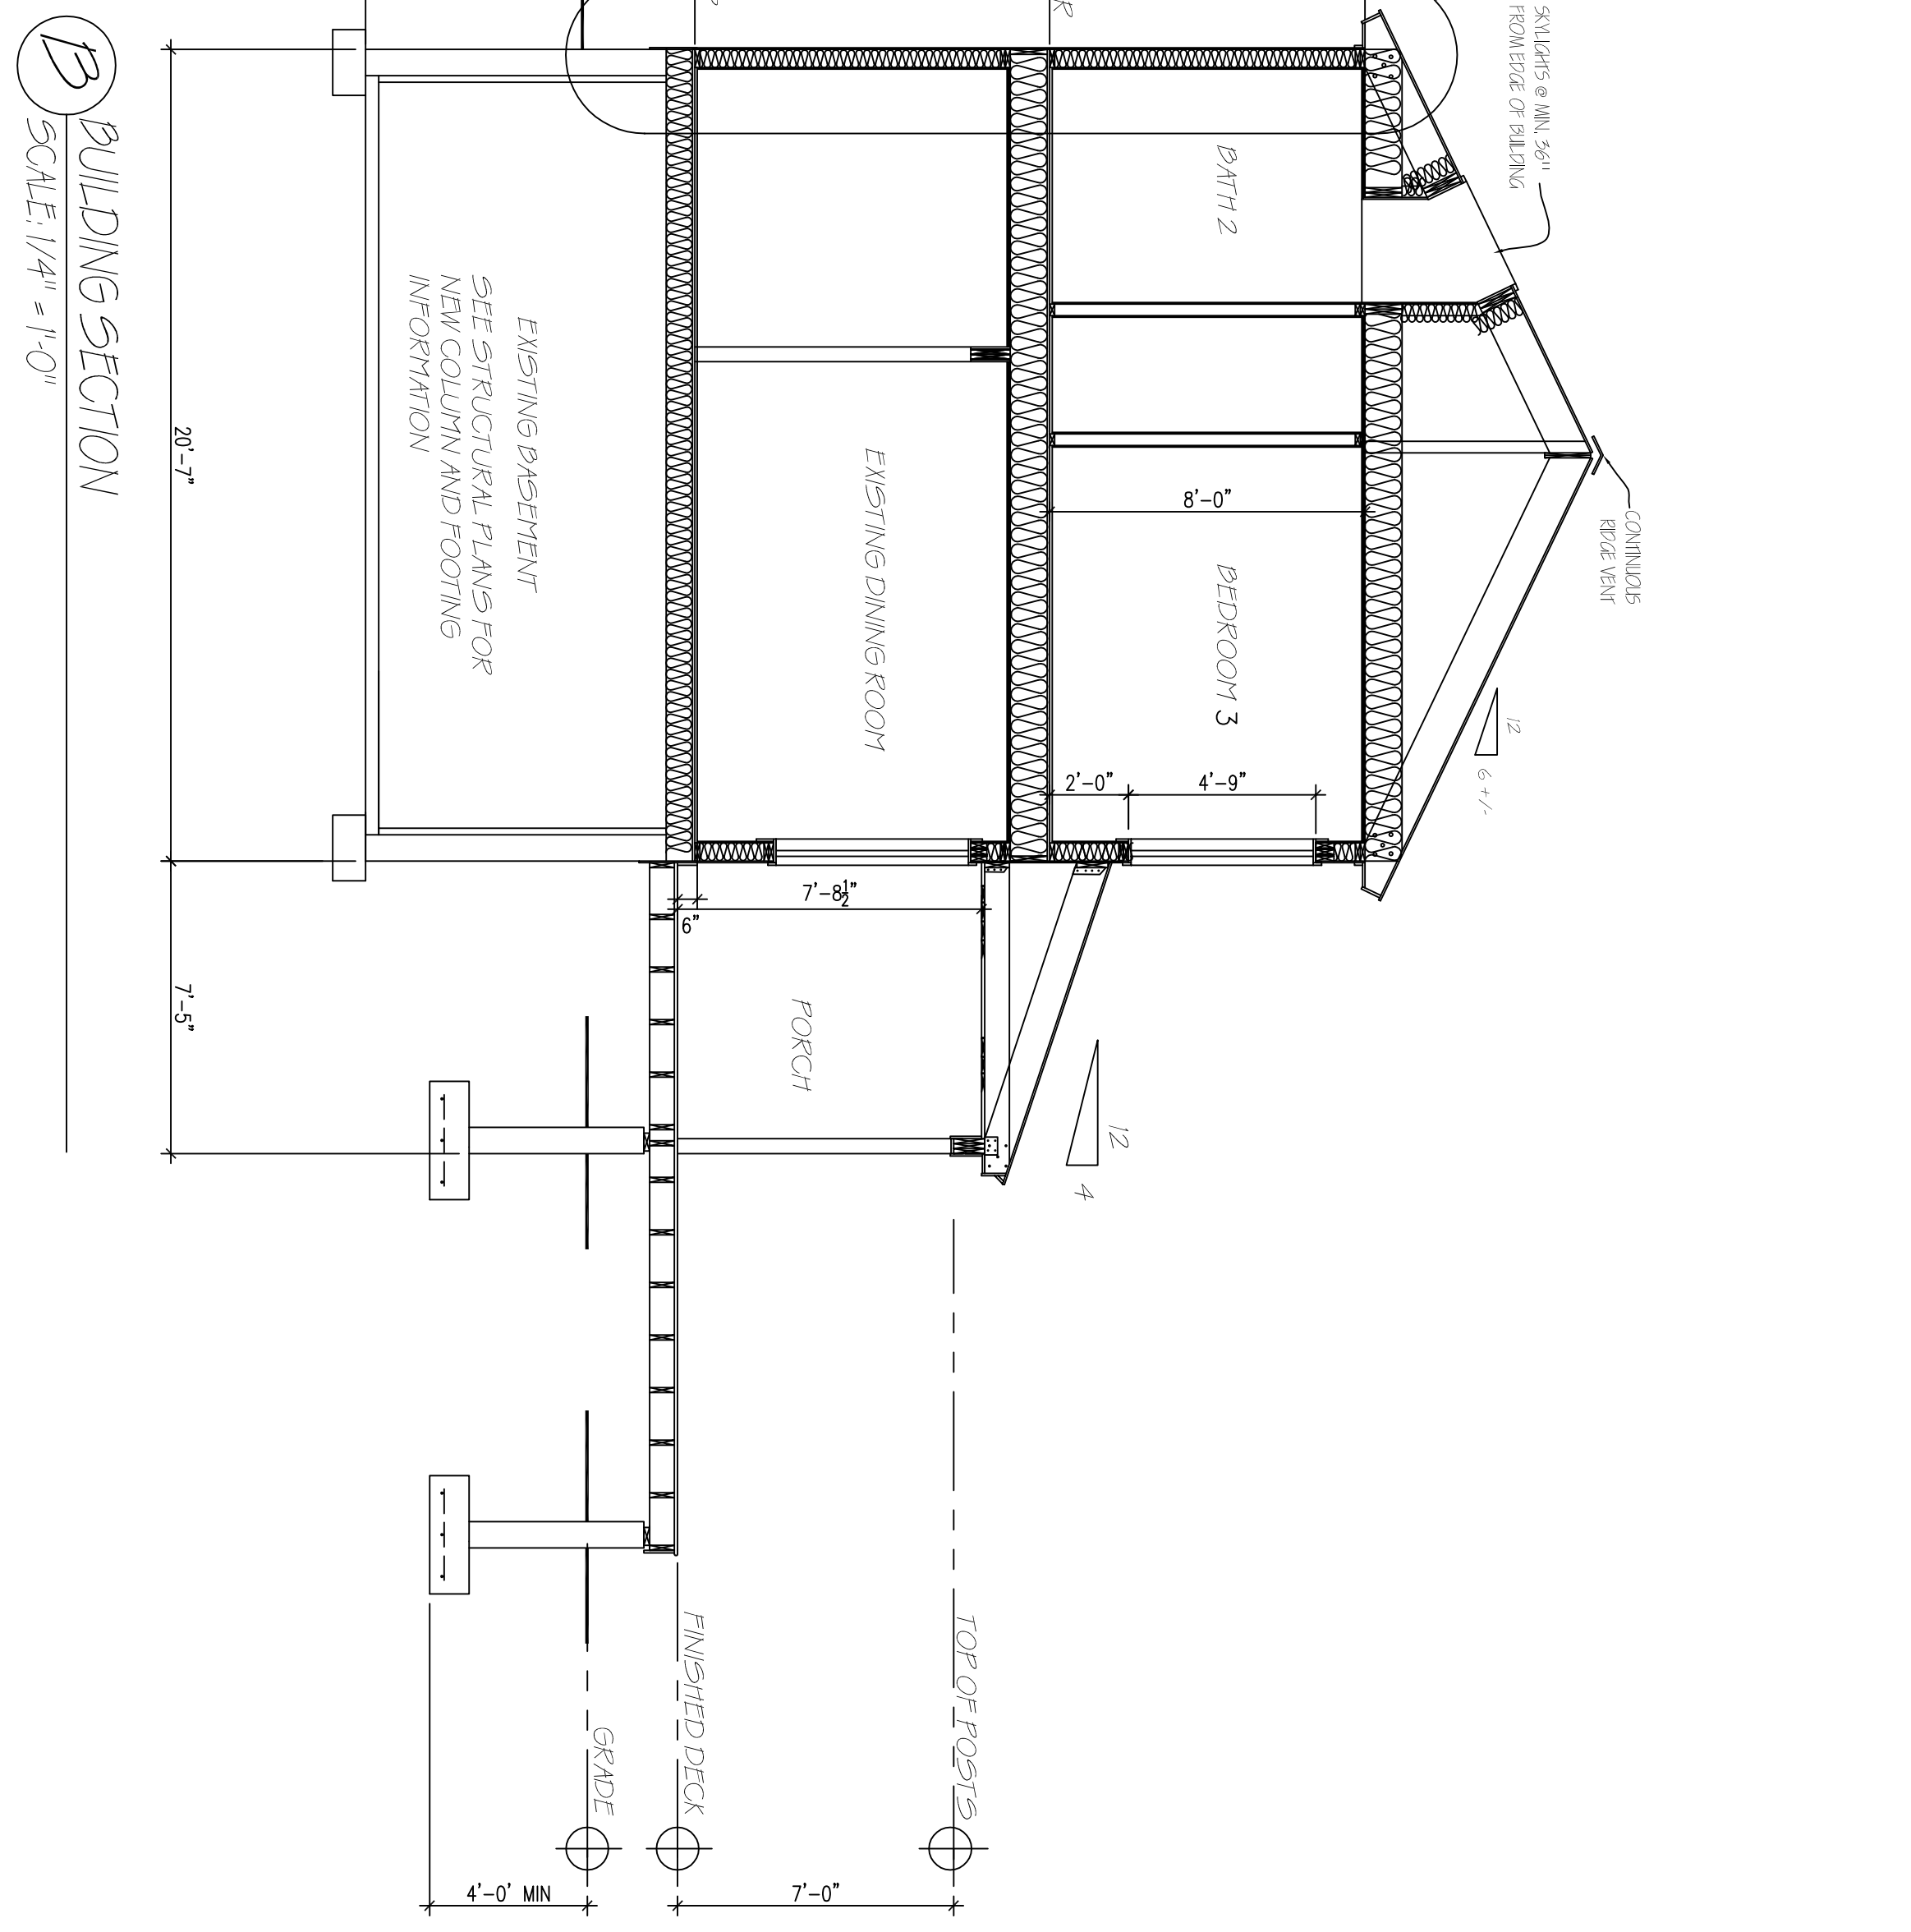 SKYLIGHTS @ MIN. 36"
FROM EDGE OF BUILDING
CONTINUOUS
RIDGE VENT
12
6 +/-
BATH 2
8'-0"
BEDROOM 3
2'-0"
4'-9"
R
EXISTING DINING ROOM
7'-8 1/2"
6"
PORCH
12
4
EXISTING BASEMENT
SEE STRUCTURAL PLANS FOR
NEW COLUMN AND FOOTING
INFORMATION
TOP OF POSTS
FINISHED DECK
GRADE
7'-0"
4'-0' MIN
20'-7"
7'-5"
B
BUILDING SECTION
SCALE: 1/4" = 1'-0"